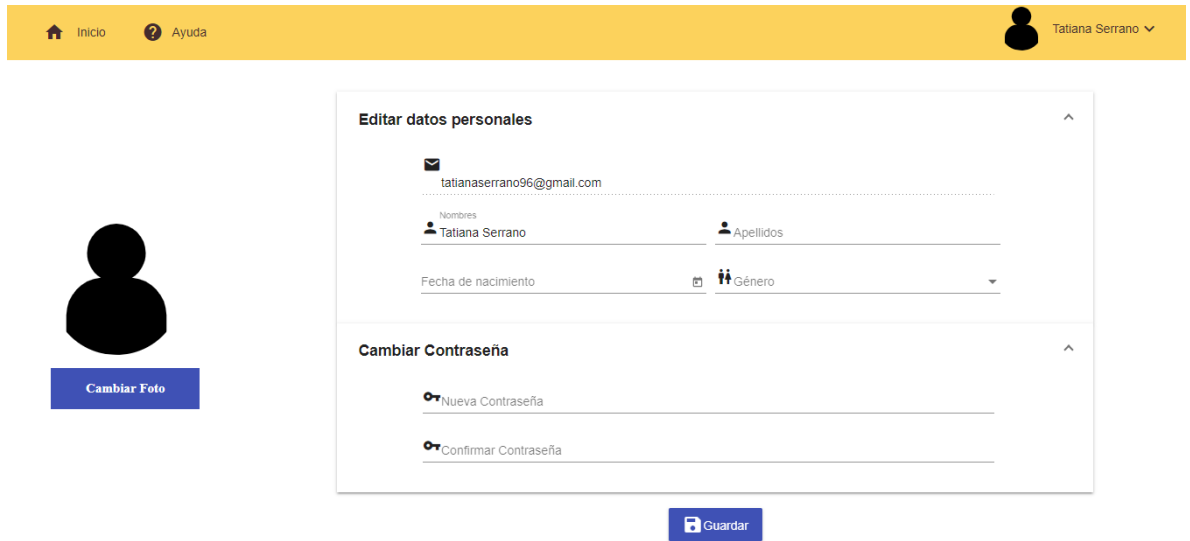 Inicio Ayuda Tatiana Serrano
Editar datos personales
tatianaserrano96@gmail.com
Nombres
Tatiana Serrano Apellidos
Fecha de nacimiento Género
Cambiar Foto
Cambiar Contraseña
Nueva Contraseña
Confirmar Contraseña
Guardar